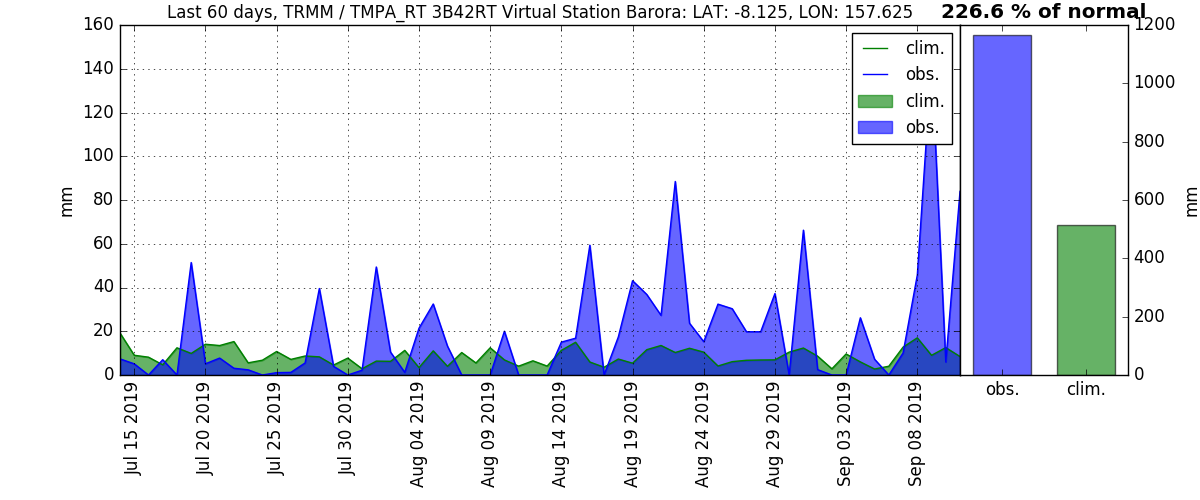 Last 60 days, TRMM / TMPA_RT 3B42RT Virtual Station Barora: LAT: -8.125, LON: 157.625
226.6 % of normal
160
140
120
100
80
60
40
20
0
mm
clim.
obs.
clim.
obs.
1200
1000
800
600
400
200
0
mm
Jul 15 2019
Jul 20 2019
Jul 25 2019
Jul 30 2019
Aug 04 2019
Aug 09 2019
Aug 14 2019
Aug 19 2019
Aug 24 2019
Aug 29 2019
Sep 03 2019
Sep 08 2019
obs.
clim.